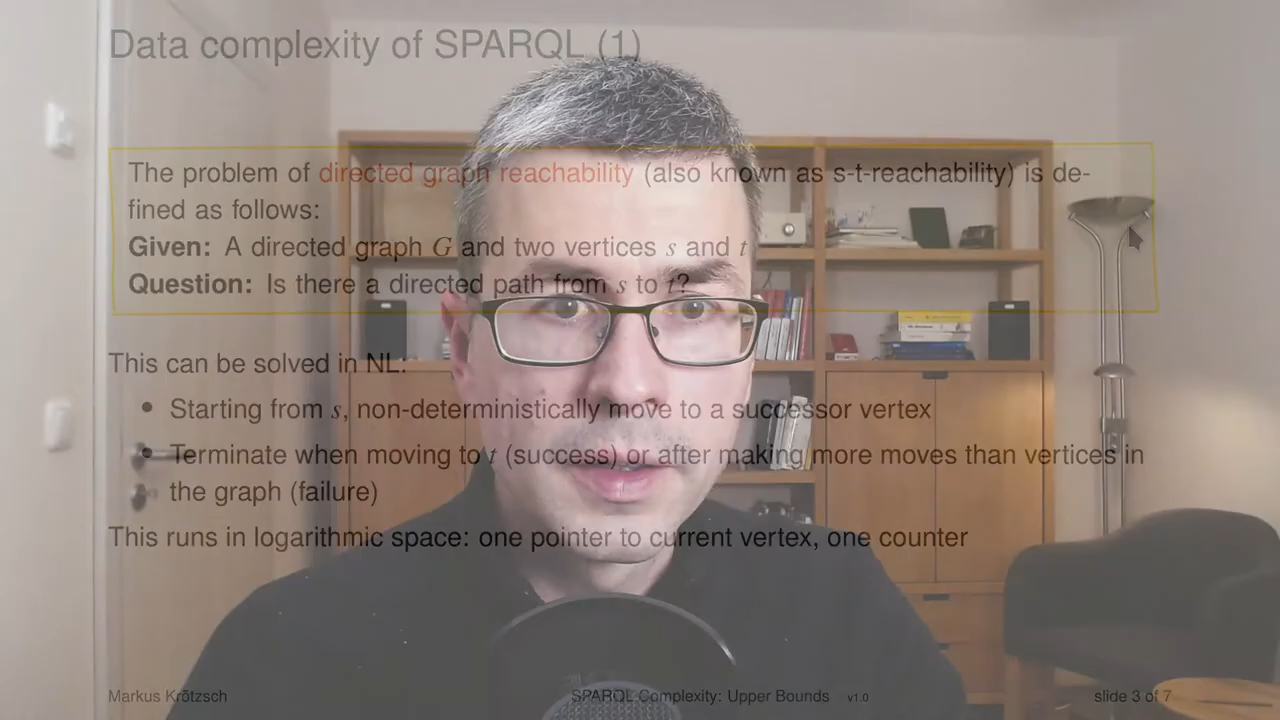 Data complexity of SPARQL (1)
The problem of directed graph reachability (also known as s-t-reachability) is de-
fined as follows:
Given: A directed graph G and two vertices s and t
Question: Is there a directed path from s to t?
This can be solved in NL:
• Starting from s, non-deterministically move to a successor vertex
• Terminate when moving to t (success) or after making more moves than vertices in
the graph (failure)
This runs in logarithmic space: one pointer to current vertex, one counter
Markus Krötzsch SPARQL Complexity: Upper Bounds v1.0 slide 3 of 7